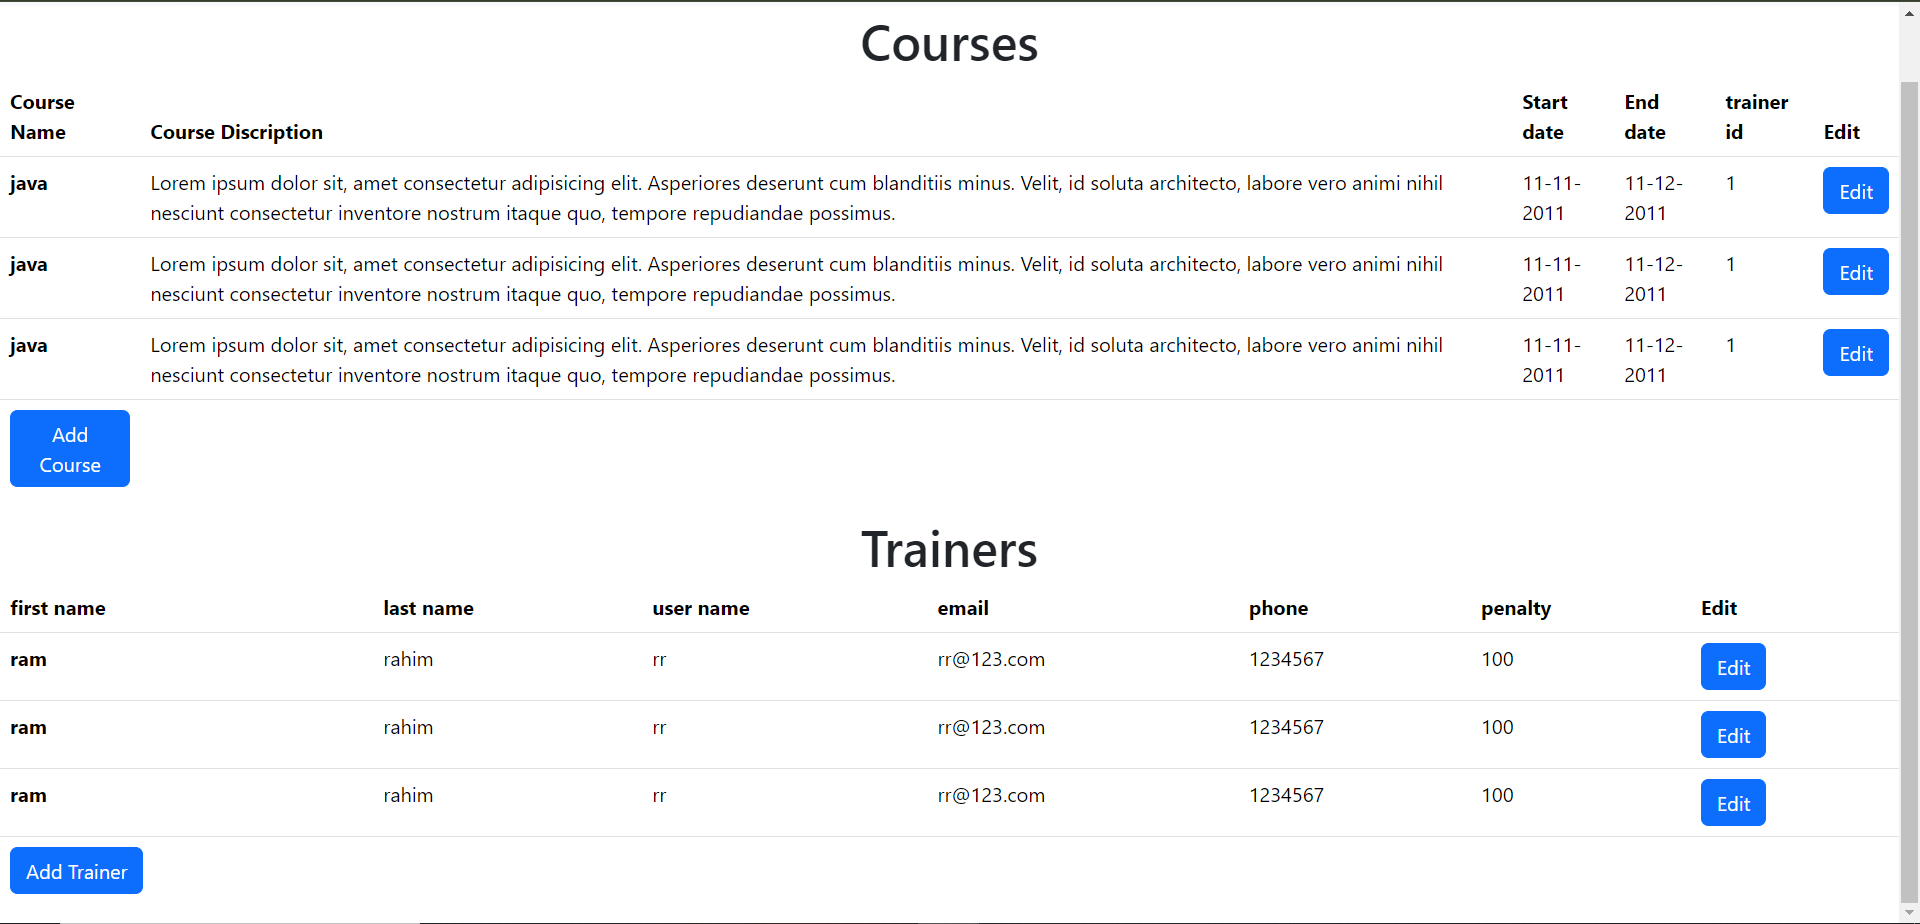 Courses
Course Name Course Discription Start date End date trainer id Edit
java Lorem ipsum dolor sit, amet consectetur adipisicing elit. Asperiores deserunt cum blanditiis minus. Velit, id soluta architecto, labore vero animi nihil 11-11- 11-12- 1 Edit
nesciunt consectetur inventore nostrum itaque quo, tempore repudiandae possimus. 2011 2011
java Lorem ipsum dolor sit, amet consectetur adipisicing elit. Asperiores deserunt cum blanditiis minus. Velit, id soluta architecto, labore vero animi nihil 11-11- 11-12- 1 Edit
nesciunt consectetur inventore nostrum itaque quo, tempore repudiandae possimus. 2011 2011
java Lorem ipsum dolor sit, amet consectetur adipisicing elit. Asperiores deserunt cum blanditiis minus. Velit, id soluta architecto, labore vero animi nihil 11-11- 11-12- 1 Edit
nesciunt consectetur inventore nostrum itaque quo, tempore repudiandae possimus. 2011 2011
Add
Course
Trainers
first name last name user name email phone penalty Edit
ram rahim rr rr@123.com 1234567 100 Edit
ram rahim rr rr@123.com 1234567 100 Edit
ram rahim rr rr@123.com 1234567 100 Edit
Add Trainer